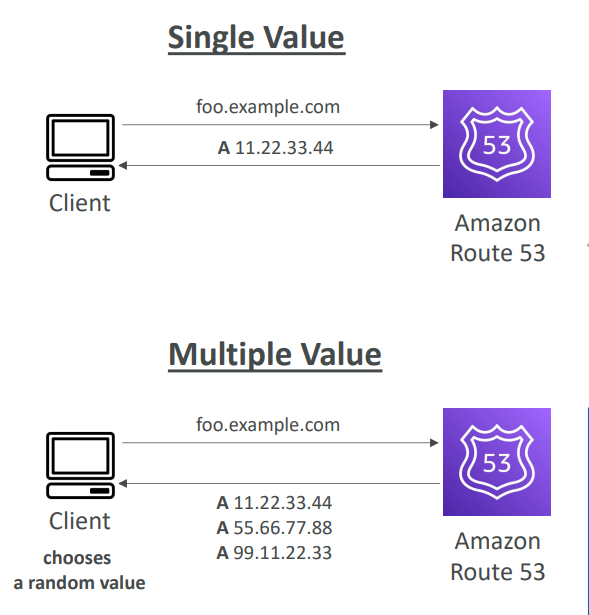 Single Value
foo.example.com
A 11.22.33.44
53
Client
Amazon
Route 53
Multiple Value
foo.example.com
53
A 11.22.33.44
A 55.66.77.88
A 99.11.22.33
Client
chooses
a random value
Amazon
Route 53